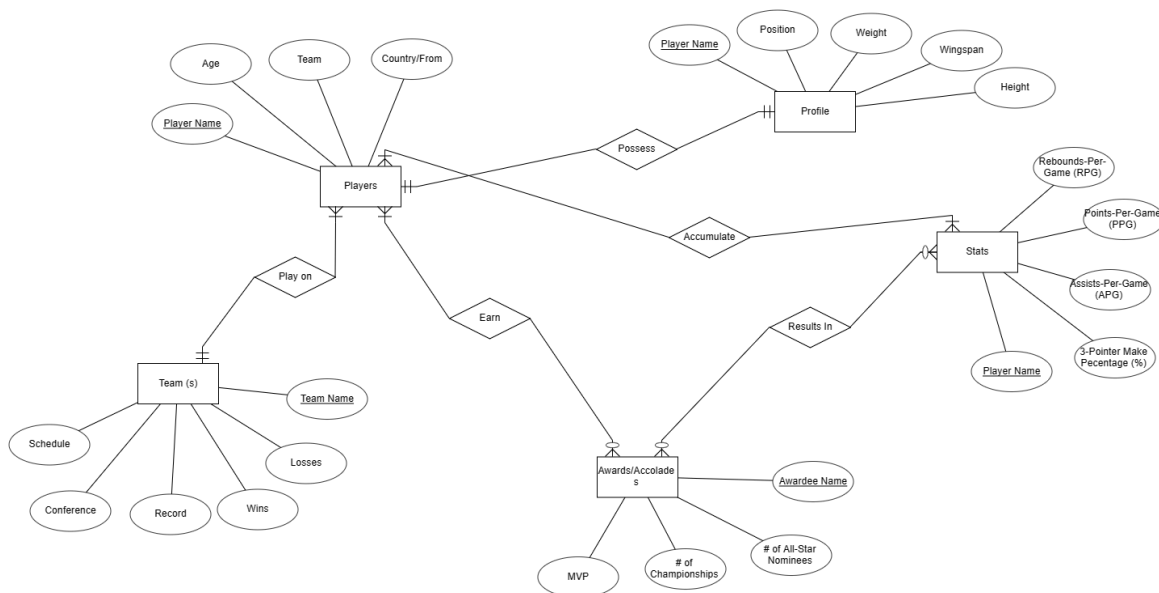 Position
Weight
Player Name
Wingspan
Height
Profile
Country/From
Team
Age
Player Name
Possess
Players
Rebounds-Per-
Game (RPG)
Points-Per-Game
(PPG)
Accumulate
Stats
Assists-Per-Game
(APG)
Play on
Earn
Results In
3-Pointer Make
Pecentage (%)
Player Name
Team (s)
Team Name
Schedule
Losses
Conference
Record
Wins
Awards/Accolade
s
Awardee Name
MVP
# of
Championships
# of All-Star
Nominees